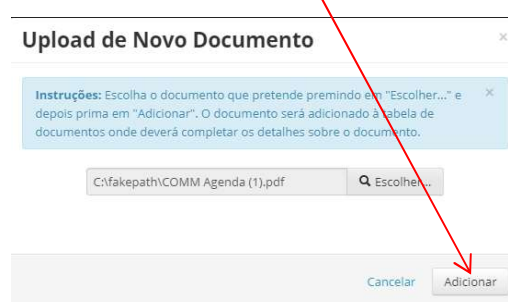 Upload de Novo Documento ×
Instruções: Escolha o documento que pretende premindo em "Escolher..." e ×
depois prima em "Adicionar". O documento será adicionado à tabela de
documentos onde deverá completar os detalhes sobre o documento.
C:\fakepath\COMM Agenda (1).pdf Escolher...
Cancelar Adicionar